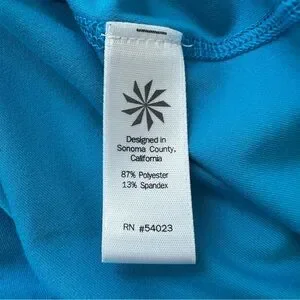 Designed in
Sonoma County,
California
87% Polyester
13% Spandex
RN #54023